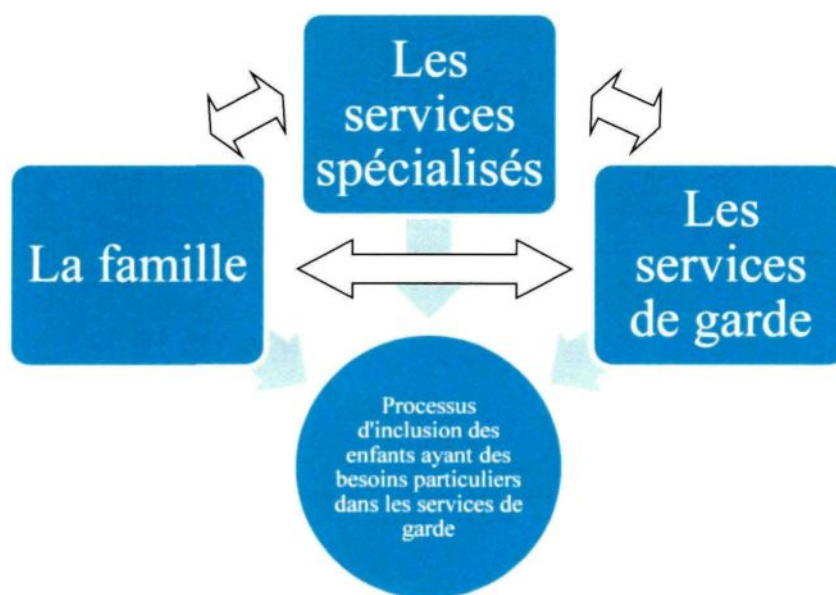 Les
services
spécialisés
La famille
Les
services
de garde
Processus
d'inclusion des
enfants ayant des
besoins particuliers
dans les services de
garde